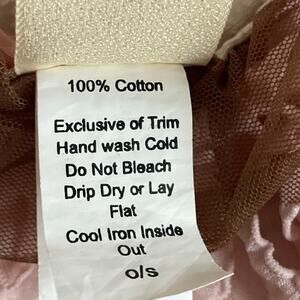 100% Cotton
Exclusive of Trim
Hand wash Cold
Do Not Bleach
Drip Dry or Lay
Flat
Cool Iron Inside
Out
o/s